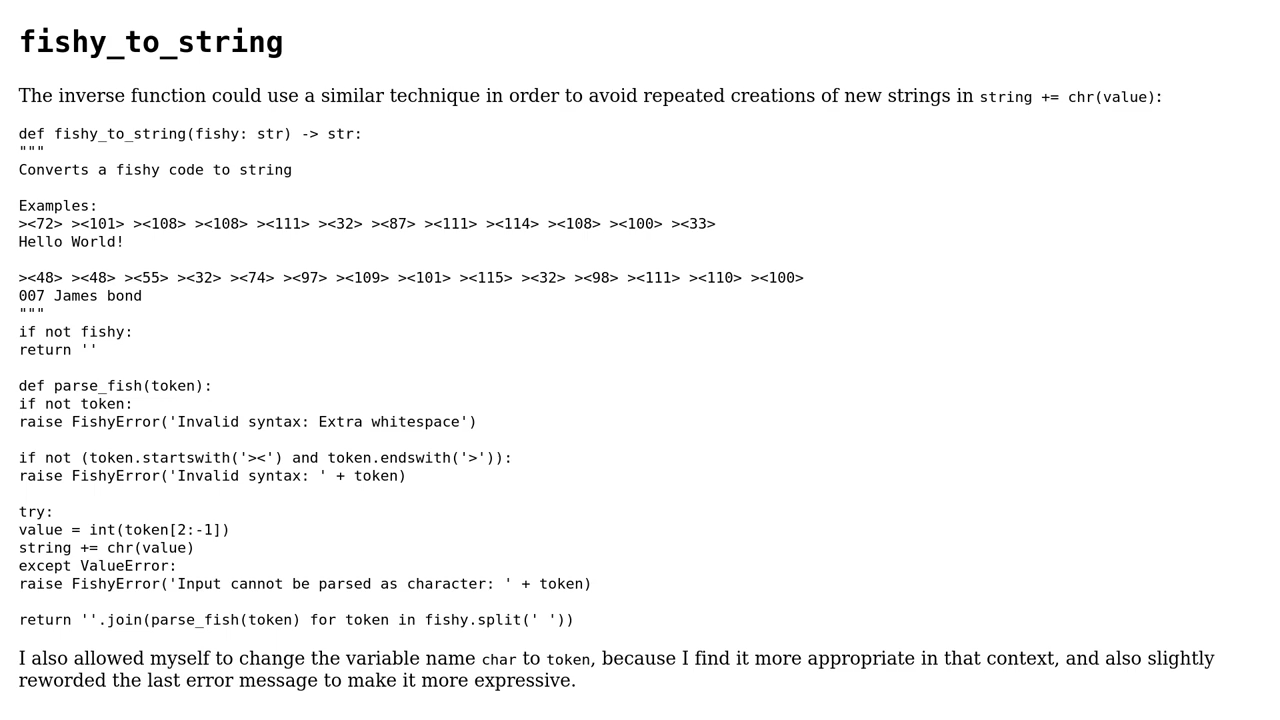 fishy_to_string
The inverse function could use a similar technique in order to avoid repeated creations of new strings in string += chr(value):
def fishy_to_string(fishy: str) -> str:
"""
Converts a fishy code to string
Examples:
><72> ><101> ><108> ><108> ><111> ><32> ><87> ><111> ><114> ><108> ><100> ><33>
Hello World!
><48> ><48> ><55> ><32> ><74> ><97> ><109> ><101> ><115> ><32> ><98> ><111> ><110> ><100>
007 James bond
"""
if not fishy:
return ''
def parse_fish(token):
if not token:
raise FishyError('Invalid syntax: Extra whitespace')
if not (token.startswith('><') and token.endswith('>')):
raise FishyError('Invalid syntax: ' + token)
try:
value = int(token[2:-1])
string += chr(value)
except ValueError:
raise FishyError('Input cannot be parsed as character: ' + token)
return ''.join(parse_fish(token) for token in fishy.split(' '))
I also allowed myself to change the variable name char to token, because I find it more appropriate in that context, and also slightly
reworded the last error message to make it more expressive.